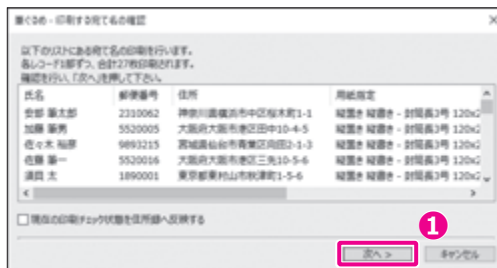 筆ぐるめ - 印刷する宛て名の確認
以下のリストにある宛て名の印刷を行います。
各レコード1部ずつ、合計27枚印刷されます。
確認を行い、「次へ」を押して下さい。
氏名 郵便番号 住所 用紙指定
安部 筆太郎 2310062 神奈川県横浜市中区桜木町1-1 縦置き 縦書き - 封筒長3号 120x2
加藤 筆男 5520005 大阪府大阪市港区田中10-4-5 縦置き 縦書き - 封筒長3号 120x2
佐々木 裕彦 9893215 宮城県仙台市青葉区向田2-1-3 縦置き 縦書き - 封筒長3号 120x2
佐藤 筆一 5520016 大阪府大阪市港区三先10-5-6 縦置き 縦書き - 封筒長3号 120x2
須貝 太 1890001 東京都東村山市秋津町1-5-6 縦置き 縦書き - 封筒長3号 120x2
現在の印刷チェック状態を住所録へ反映する
1
次へ > キャンセル